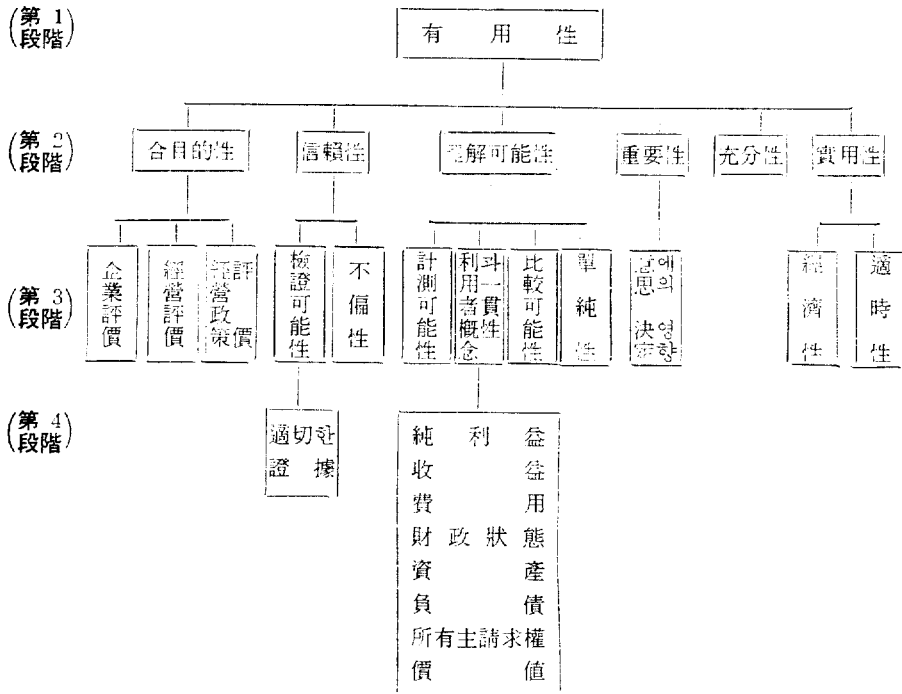 (第 1 段階)
有用性
(第 2 段階)
合目的性 信賴性 理解可能性 重要性 充分性 實用性
(第 3 段階)
企業評價
經營評價
經營政策評價
檢證可能性
不偏性
計測可能性
利用者概念과一貫性
比較可能性
單純性
意思決定에의 영향
經濟性
適時性
(第 4 段階)
適切한
證據
純利益
收益
費用
財政狀態
資產
負債
所有主請求權
價値